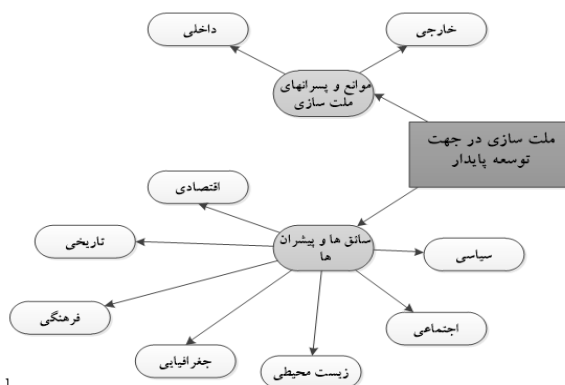 خارجی
داخلی
موانع و پسرانهای
ملت سازی
ملت سازی در جهت
توسعه پایدار
اقتصادی
سائق ها و پیشران
ها
تاریخی
سیاسی
فرهنگی
اجتماعی
جغرافیایی
زیست محیطی
1